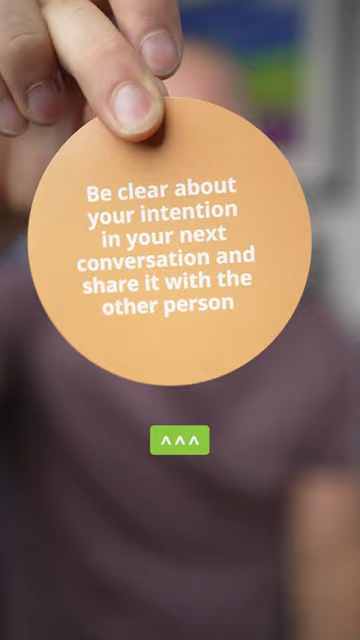 Be clear about
your intention
in your next
conversation and
share it with the
other person
^^^